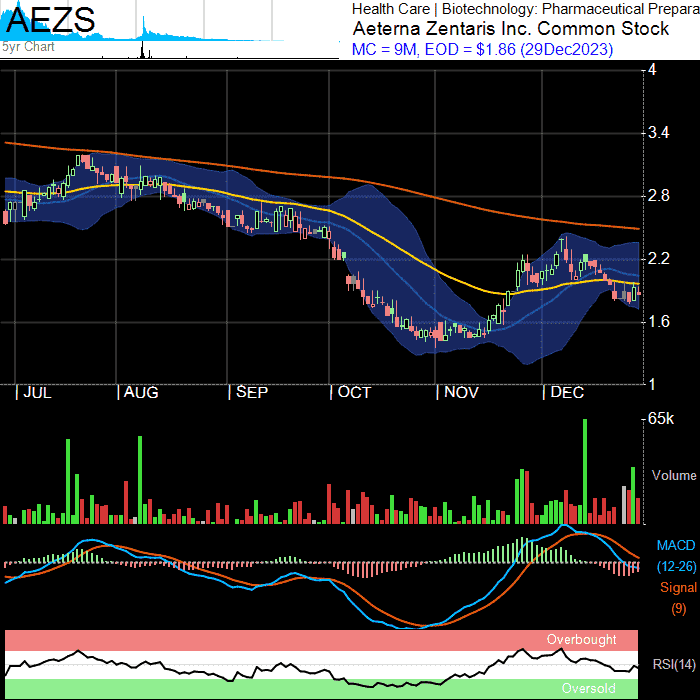 AEZS
5yr Chart
Health Care | Biotechnology: Pharmaceutical Prepara
Aeterna Zentaris Inc. Common Stock
MC = 9M, EOD = $1.86 (29Dec2023)
4
3.4
2.8
2.2
1.6
1
| JUL | AUG | SEP | OCT | NOV | DEC
65k
Volume
MACD
(12-26)
Signal
(9)
Overbought
RSI(14)
Oversold